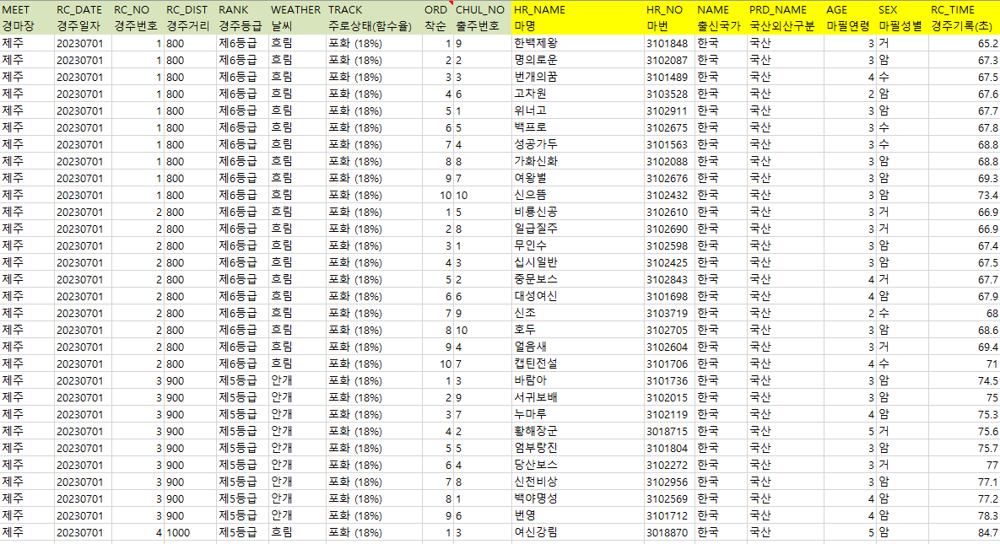 MEET RC_DATE RC_NO RC_DIST RANK WEATHER TRACK ORD CHUL_NO HR_NAME HR_NO NAME PRD_NAME AGE SEX RC_TIME
경마장 경주일자 경주번호 경주거리 경주등급 날씨 주로상태(함수율) 착순 출주번호 마명 마번 출신국가 국산외산구분 마필연령 마필성별 경주기록(초)
제주 20230701 1 800 제6등급 흐림 포화 (18%) 1 9 한백제왕 3101848 한국 국산 3 거 65.2
제주 20230701 1 800 제6등급 흐림 포화 (18%) 2 2 명의로운 3102087 한국 국산 3 암 67.3
제주 20230701 1 800 제6등급 흐림 포화 (18%) 3 3 번개의꿈 3101489 한국 국산 4 수 67.5
제주 20230701 1 800 제6등급 흐림 포화 (18%) 4 6 고차원 3103528 한국 국산 2 암 67.6
제주 20230701 1 800 제6등급 흐림 포화 (18%) 5 1 위너고 3102911 한국 국산 3 암 67.7
제주 20230701 1 800 제6등급 흐림 포화 (18%) 6 5 백프로 3102675 한국 국산 3 수 67.8
제주 20230701 1 800 제6등급 흐림 포화 (18%) 7 4 성공가두 3101563 한국 국산 3 수 68.8
제주 20230701 1 800 제6등급 흐림 포화 (18%) 8 8 가화신화 3102088 한국 국산 3 암 68.8
제주 20230701 1 800 제6등급 흐림 포화 (18%) 9 7 여왕벌 3102676 한국 국산 3 암 69.3
제주 20230701 1 800 제6등급 흐림 포화 (18%) 10 10 신으뜸 3102432 한국 국산 3 암 73.4
제주 20230701 2 800 제6등급 흐림 포화 (18%) 1 5 비룡신공 3102610 한국 국산 3 거 66.9
제주 20230701 2 800 제6등급 흐림 포화 (18%) 2 8 일급질주 3102690 한국 국산 3 거 66.9
제주 20230701 2 800 제6등급 흐림 포화 (18%) 3 1 무인수 3102598 한국 국산 3 암 67.4
제주 20230701 2 800 제6등급 흐림 포화 (18%) 4 3 십시일반 3102425 한국 국산 3 암 67.5
제주 20230701 2 800 제6등급 흐림 포화 (18%) 5 2 중문보스 3102843 한국 국산 4 거 67.7
제주 20230701 2 800 제6등급 흐림 포화 (18%) 6 6 대성여신 3101698 한국 국산 4 암 67.9
제주 20230701 2 800 제6등급 흐림 포화 (18%) 7 9 신조 3103719 한국 국산 2 수 68
제주 20230701 2 800 제6등급 흐림 포화 (18%) 8 10 호두 3102705 한국 국산 3 암 68.6
제주 20230701 2 800 제6등급 흐림 포화 (18%) 9 4 얼음새 3102604 한국 국산 3 거 69.4
제주 20230701 2 800 제6등급 흐림 포화 (18%) 10 7 캡틴전설 3101706 한국 국산 4 수 71
제주 20230701 3 900 제5등급 안개 포화 (18%) 1 3 바람아 3101736 한국 국산 3 암 74.5
제주 20230701 3 900 제5등급 안개 포화 (18%) 2 9 서귀보배 3102015 한국 국산 3 암 75
제주 20230701 3 900 제5등급 안개 포화 (18%) 3 7 누마루 3102119 한국 국산 4 암 75.3
제주 20230701 3 900 제5등급 안개 포화 (18%) 4 2 황해장군 3018715 한국 국산 5 거 75.6
제주 20230701 3 900 제5등급 안개 포화 (18%) 5 5 엄부랑진 3101804 한국 국산 3 암 75.7
제주 20230701 3 900 제5등급 안개 포화 (18%) 6 4 당산보스 3102272 한국 국산 3 거 77
제주 20230701 3 900 제5등급 안개 포화 (18%) 7 8 신천비상 3102956 한국 국산 3 암 77.1
제주 20230701 3 900 제5등급 안개 포화 (18%) 8 1 백야명성 3102569 한국 국산 4 암 77.2
제주 20230701 3 900 제5등급 안개 포화 (18%) 9 6 번영 3101712 한국 국산 4 암 78.3
제주 20230701 4 1000 제5등급 흐림 포화 (18%) 1 3 여신강림 3018870 한국 국산 5 암 84.7